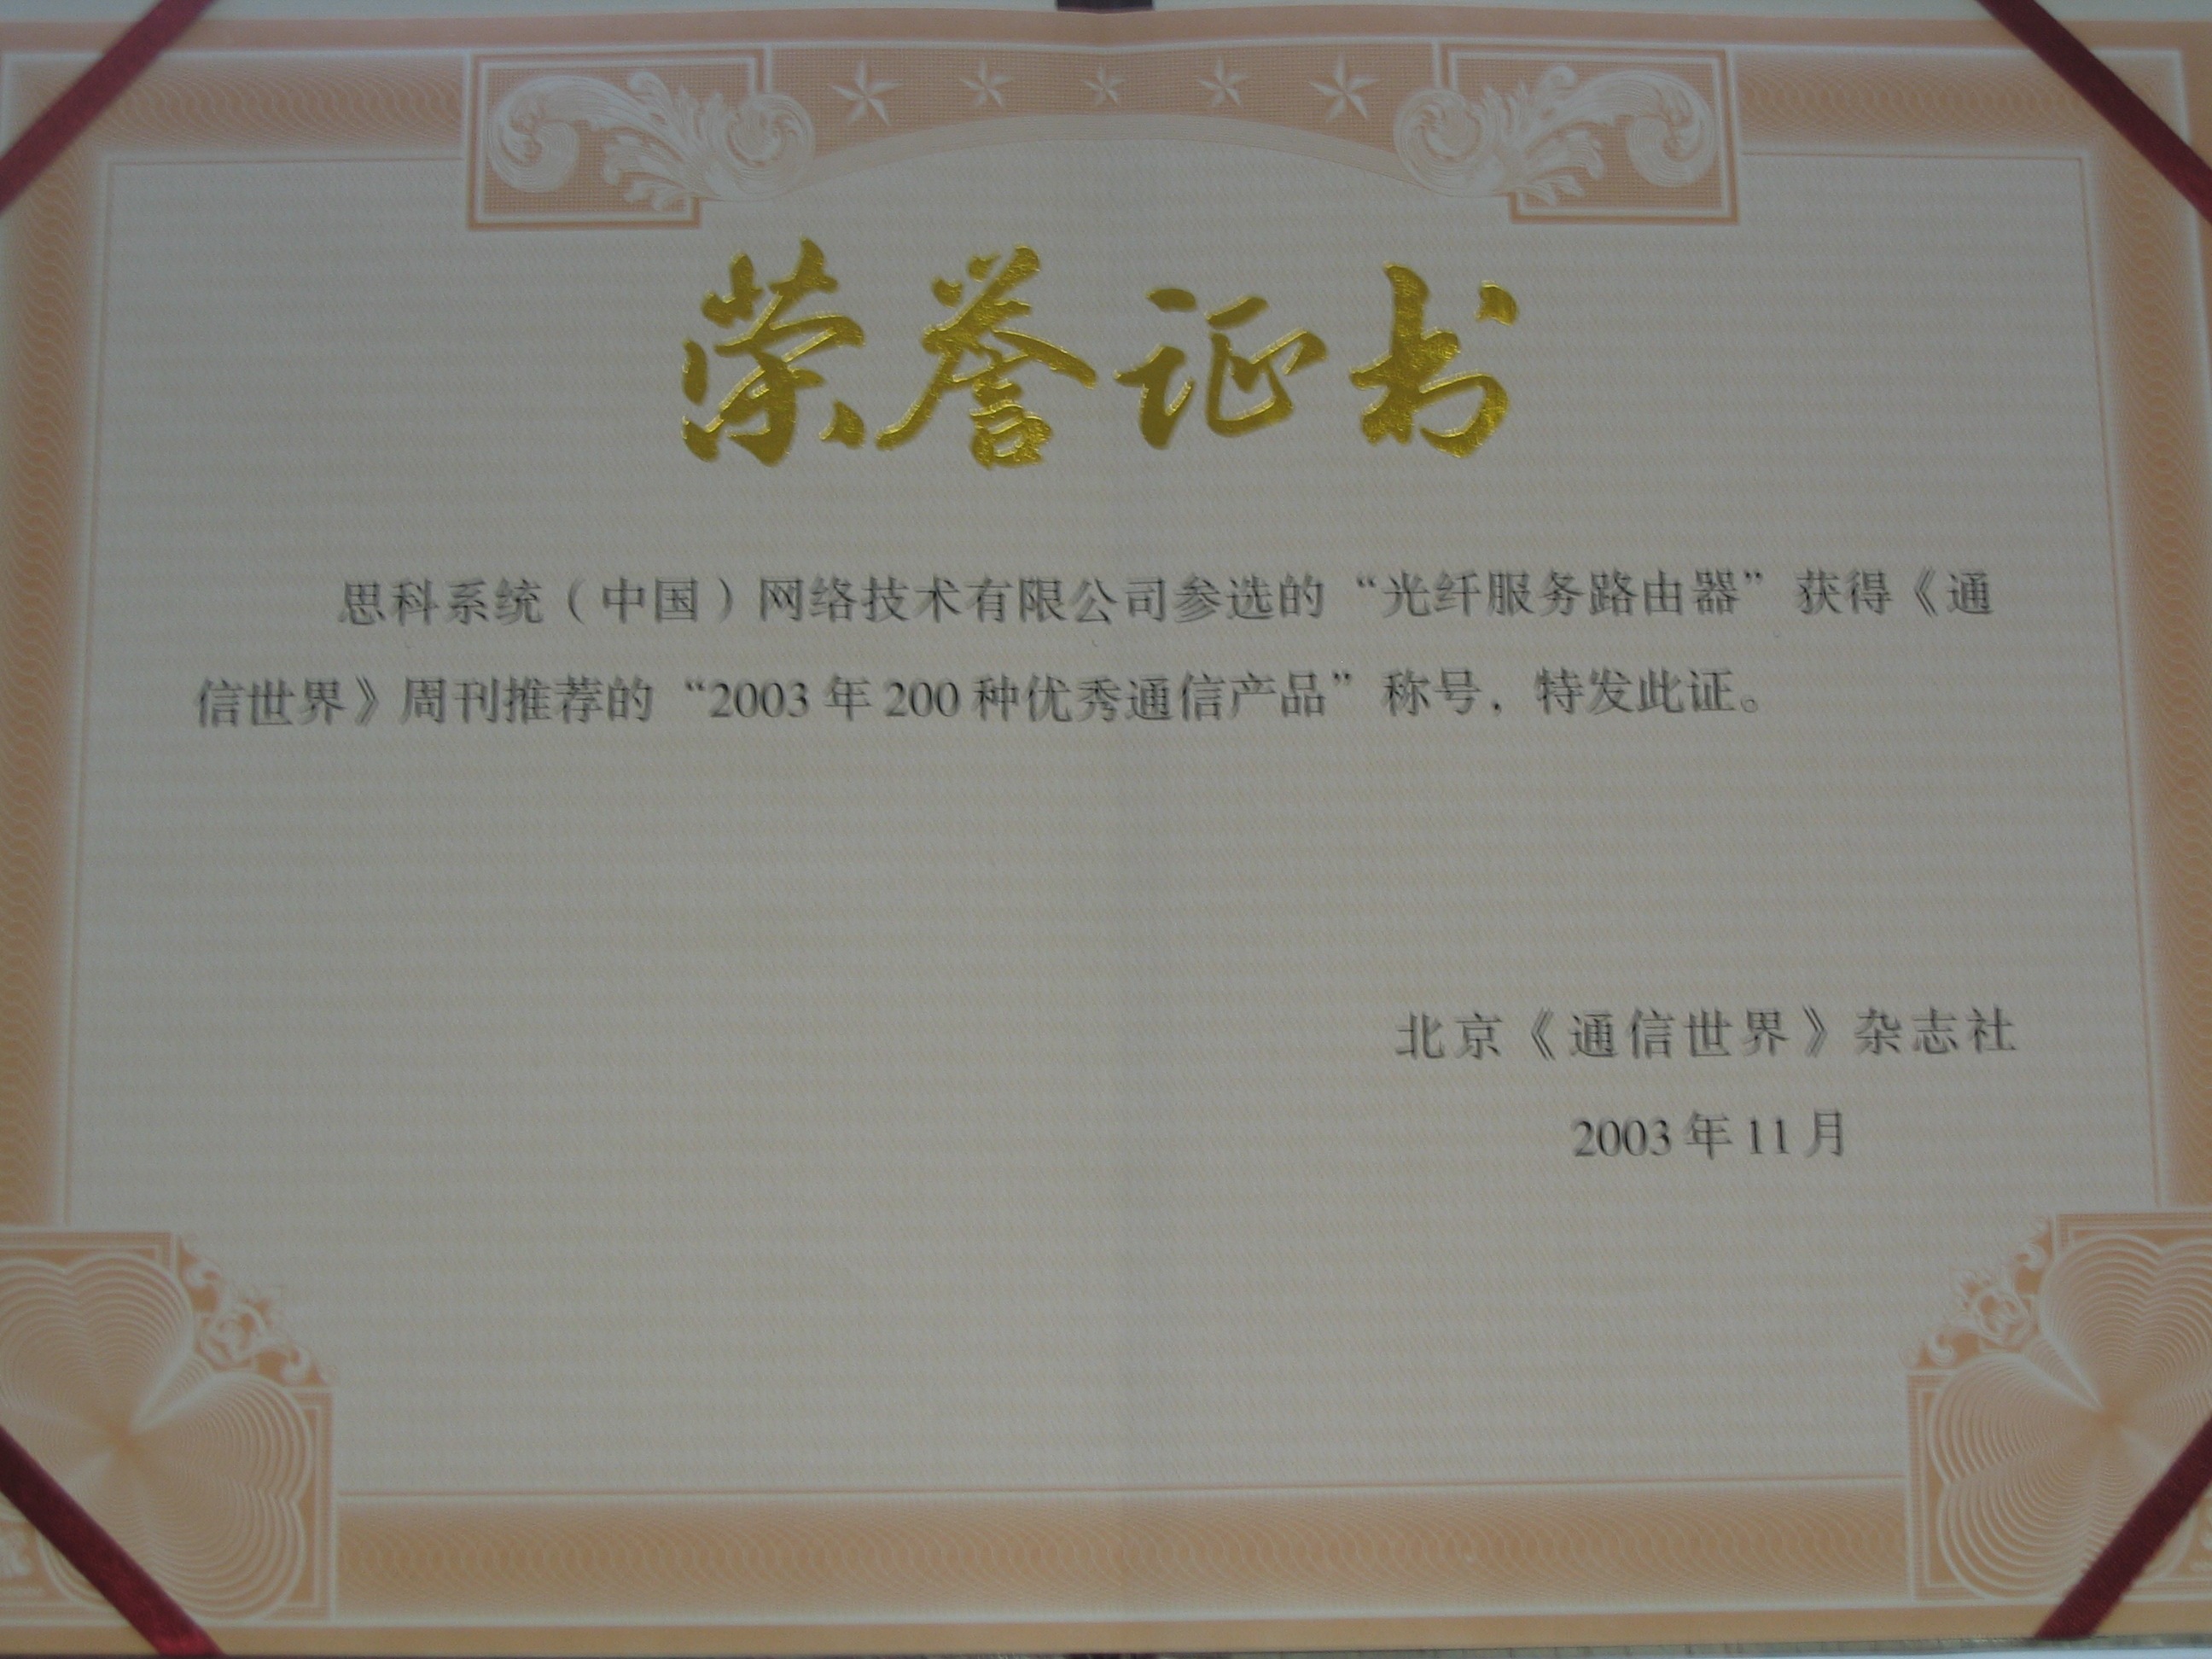 荣誉证书
思科系统（中国）网络技术有限公司参选的“光纤服务路由器”获得《通
信世界》周刊推荐的“2003年200种优秀通信产品”称号，特发此证。
北京《通信世界》杂志社
2003年11月